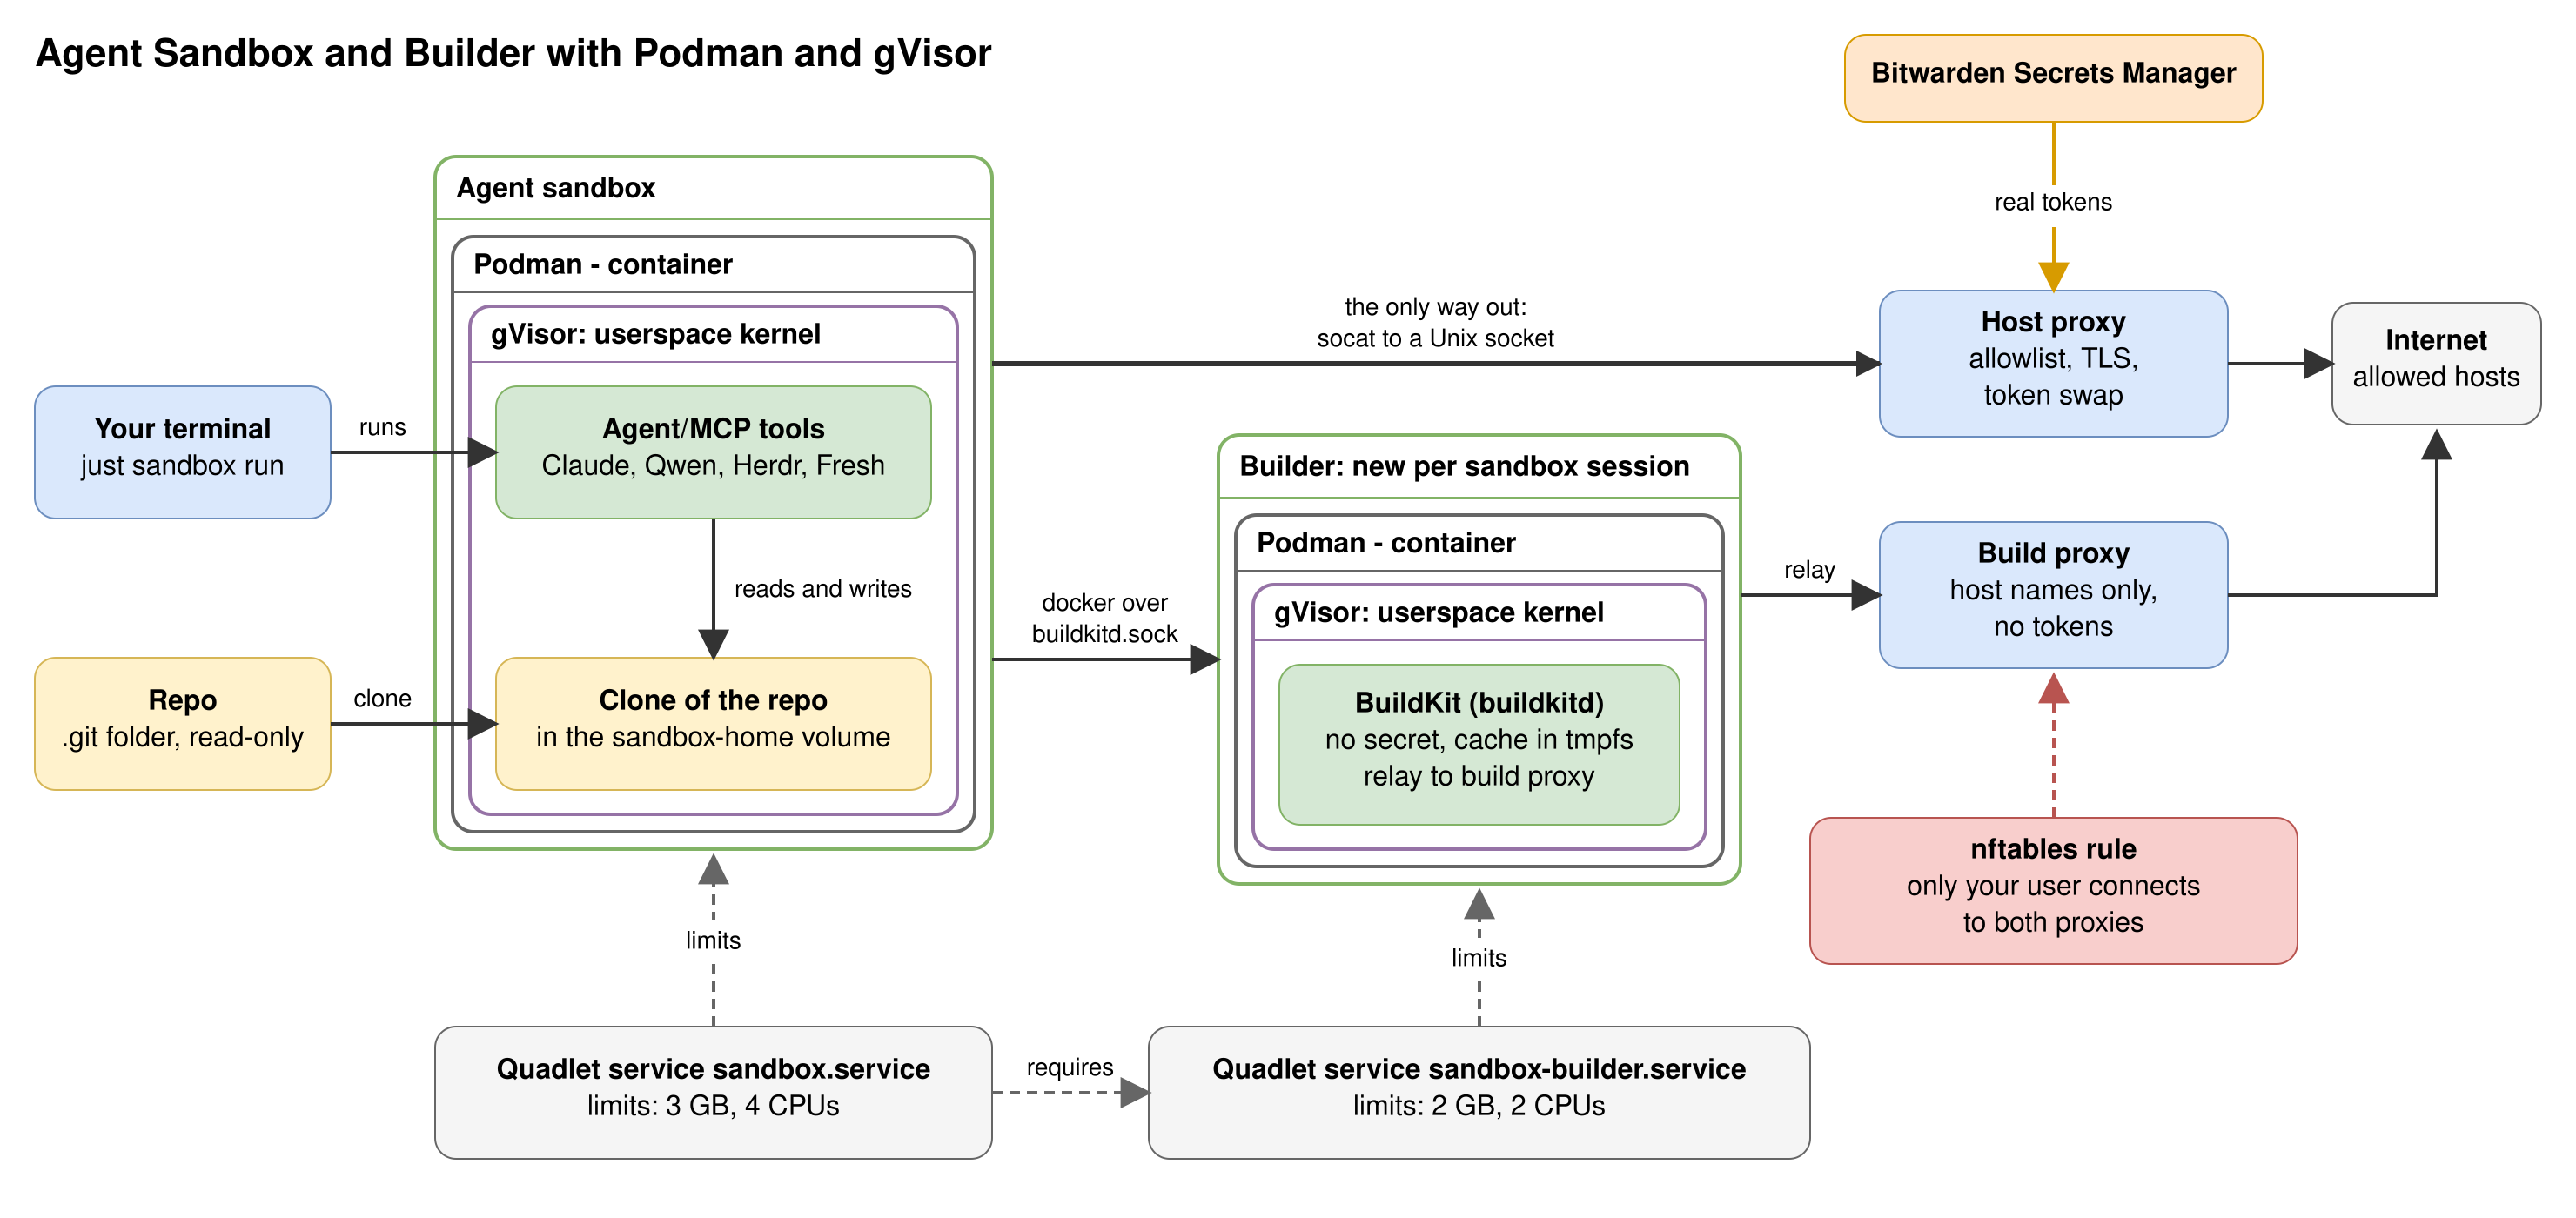 Agent Sandbox and Builder with Podman and gVisor
Bitwarden Secrets Manager
real tokens
Agent sandbox
Podman - container
gVisor: userspace kernel
Your terminal
just sandbox run
runs
Agent/MCP tools
Claude, Qwen, Herdr, Fresh
reads and writes
Repo
.git folder, read-only
clone
Clone of the repo
in the sandbox-home volume
the only way out:
socat to a Unix socket
Host proxy
allowlist, TLS,
token swap
Internet
allowed hosts
docker over
buildkitd.sock
Builder: new per sandbox session
Podman - container
gVisor: userspace kernel
BuildKit (buildkitd)
no secret, cache in tmpfs
relay to build proxy
relay
Build proxy
host names only,
no tokens
nftables rule
only your user connects
to both proxies
limits
limits
Quadlet service sandbox.service
limits: 3 GB, 4 CPUs
requires
Quadlet service sandbox-builder.service
limits: 2 GB, 2 CPUs